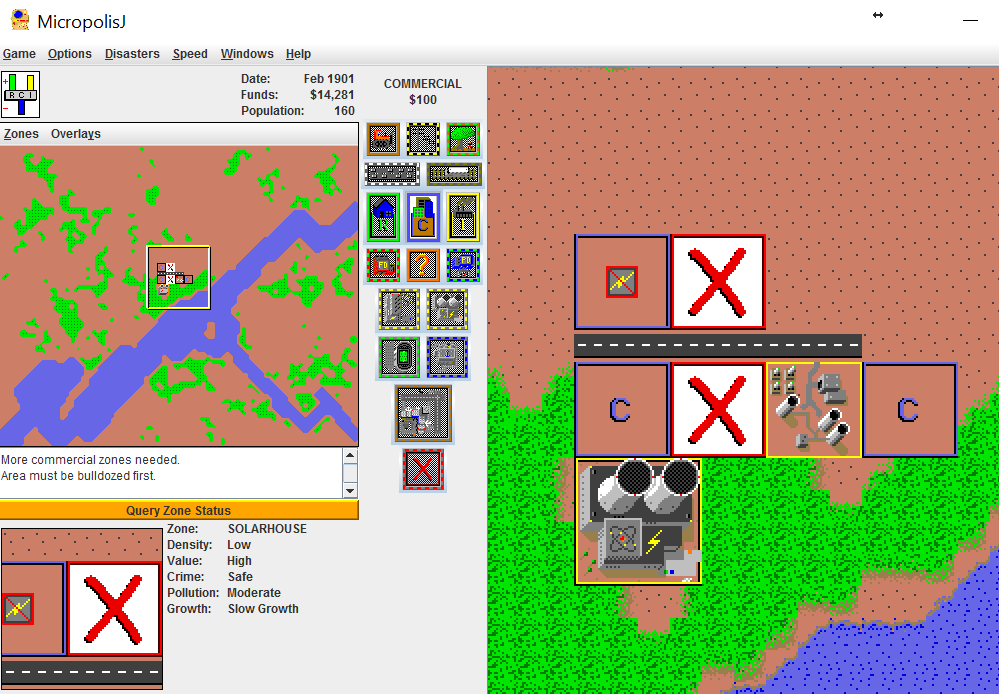 MicropolisJ
Game Options Disasters Speed Windows Help
R C I
Date: Feb 1901
Funds: $14,281
Population: 160
COMMERCIAL
$100
Zones Overlays
R C I
FD ? PD
More commercial zones needed.
Area must be bulldozed first.
Query Zone Status
Zone: SOLARHOUSE
Density: Low
Value: High
Crime: Safe
Pollution: Moderate
Growth: Slow Growth
C C